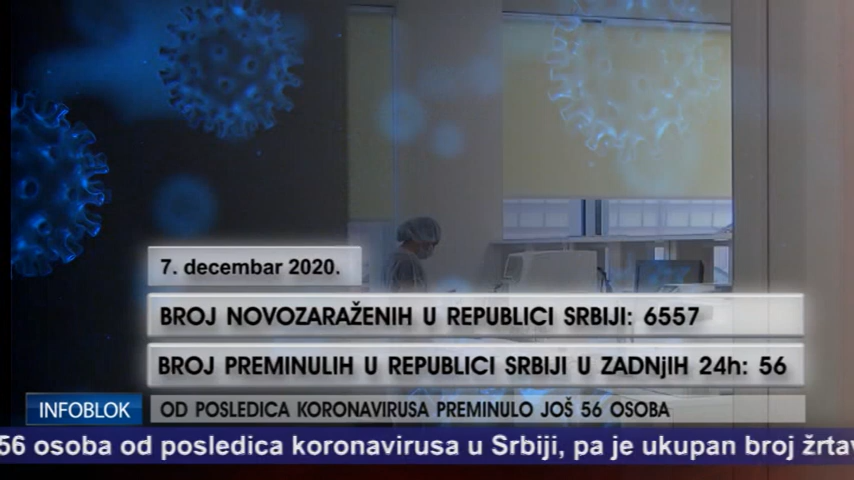 7. decembar 2020.
BROJ NOVOZARAŽENIH U REPUBLICI SRBIJI: 6557
BROJ PREMINULIH U REPUBLICI SRBIJI U ZADNjIH 24h: 56
INFOBLOK OD POSLEDICA KORONAVIRUSA PREMINULO JOŠ 56 OSOBA
56 osoba od posledica koronavirusa u Srbiji, pa je ukupan broj žrtav